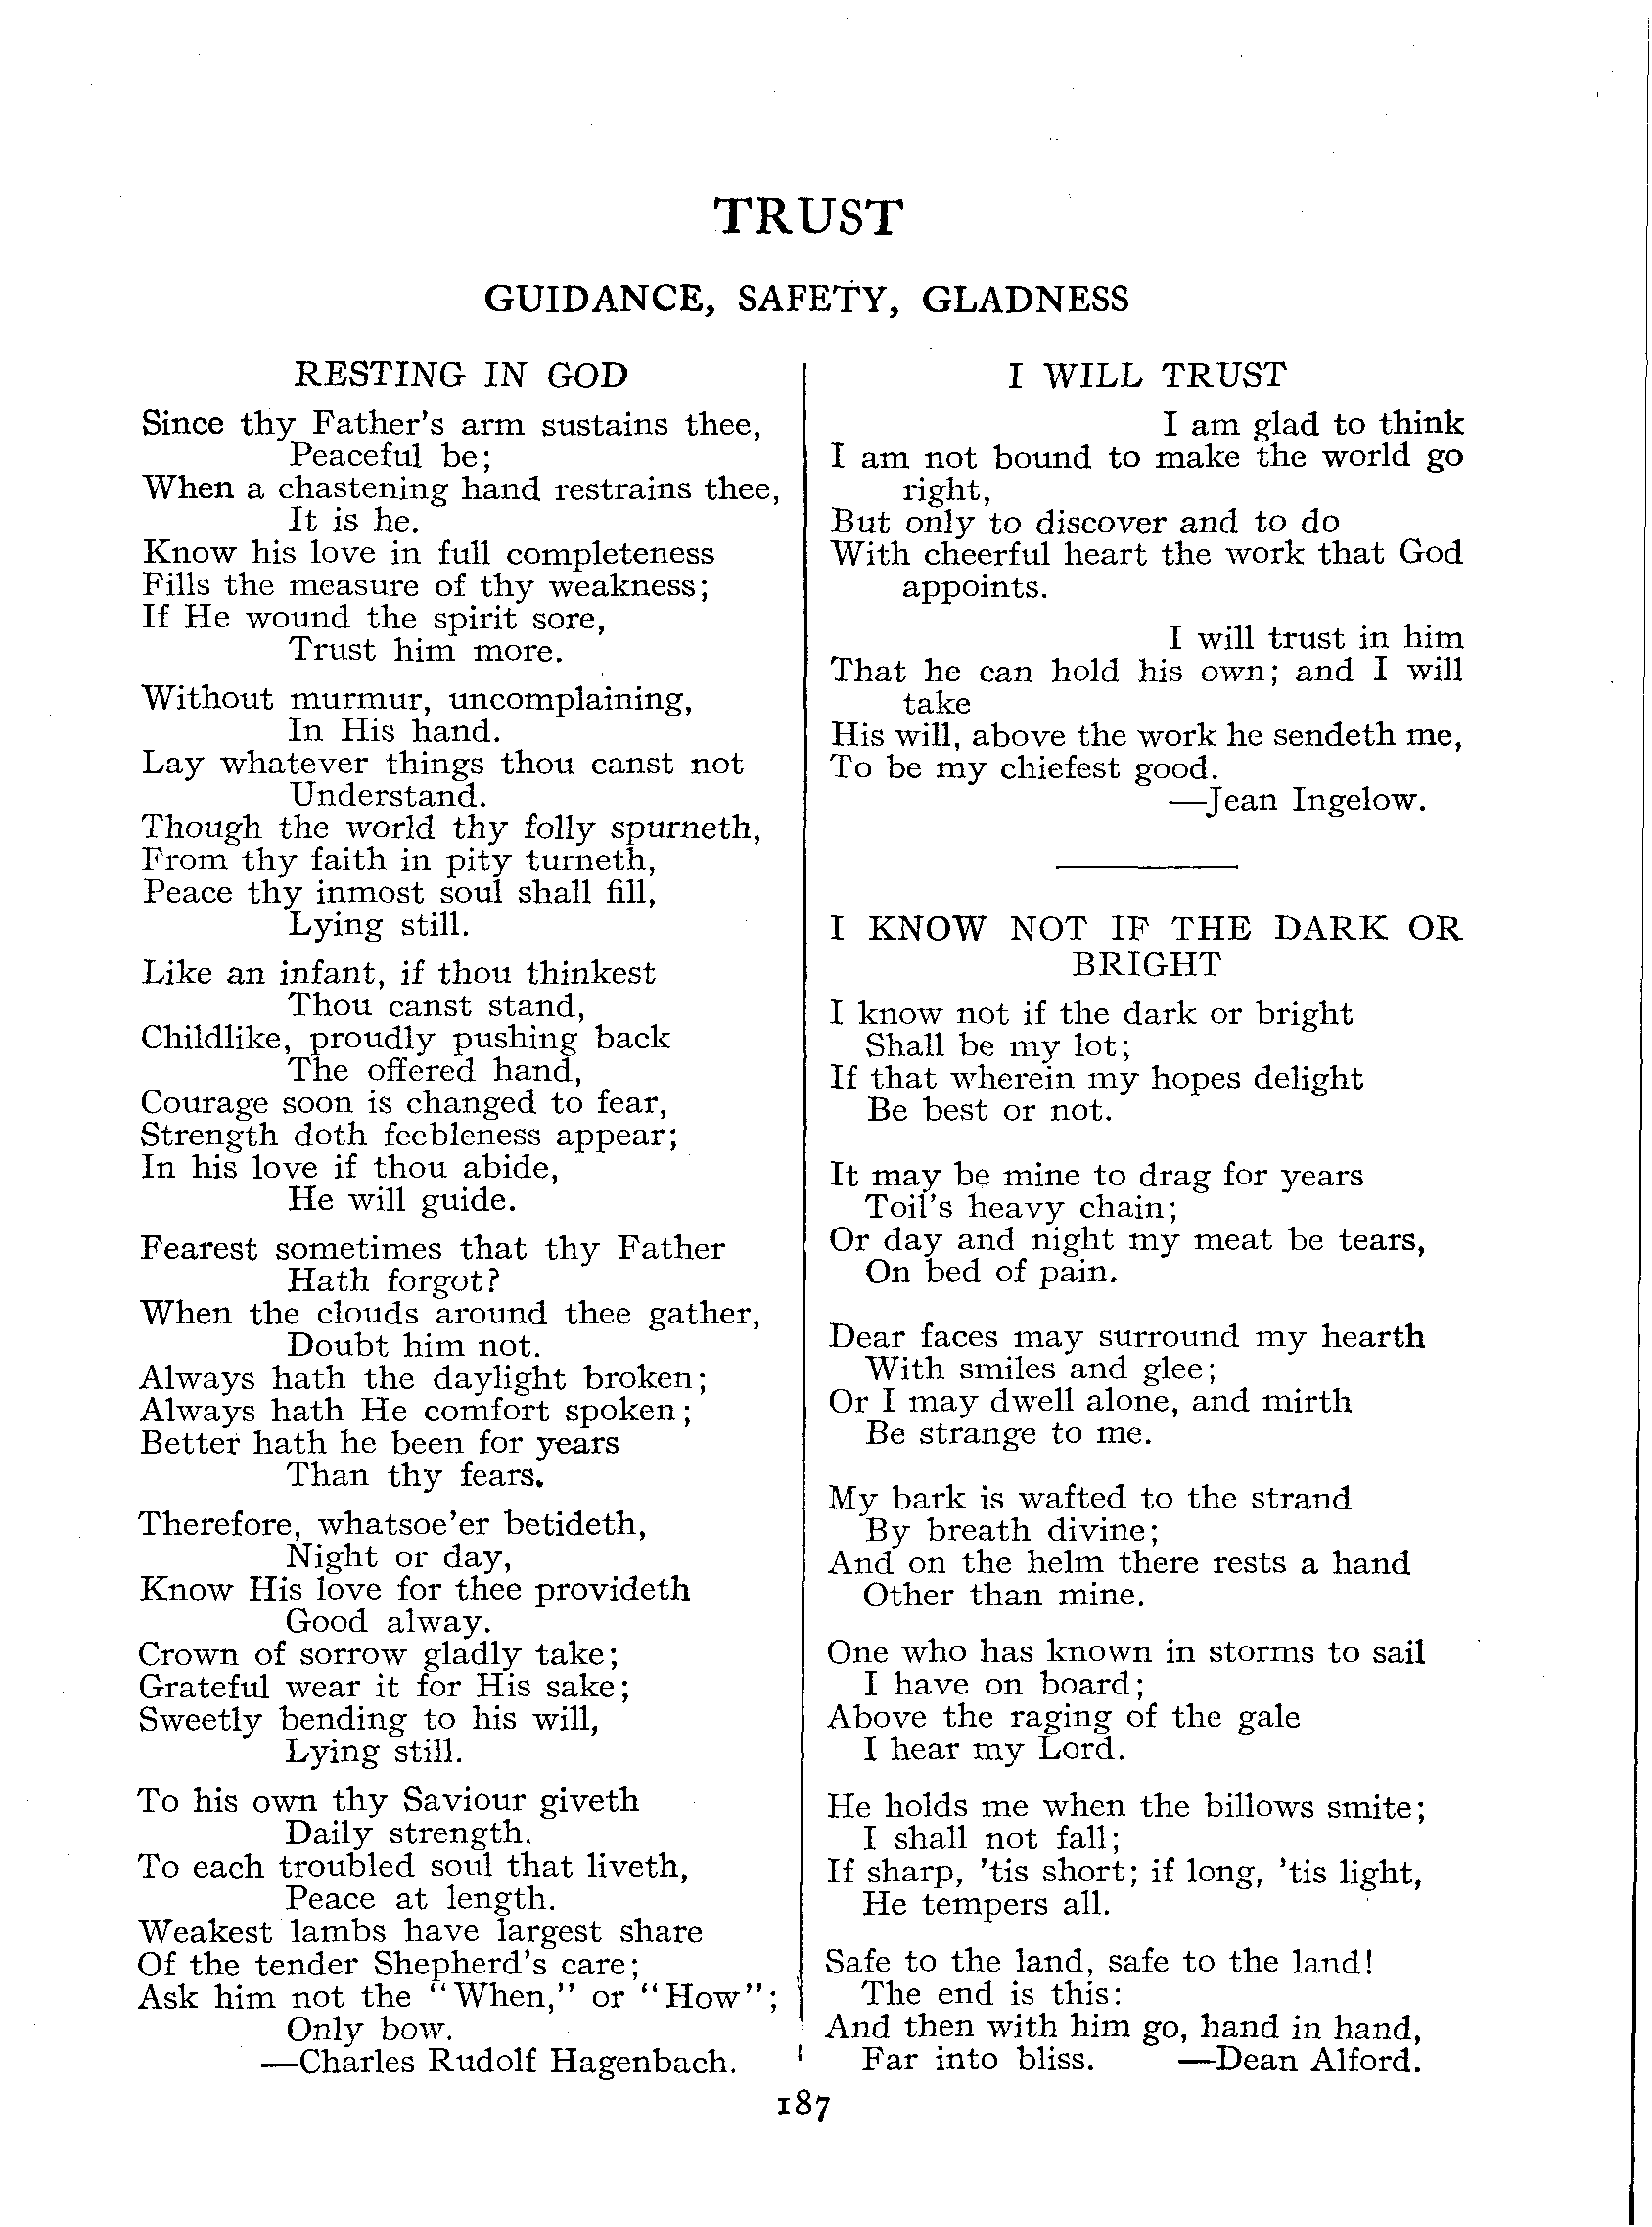 TRUST
GUIDANCE, SAFETY, GLADNESS
RESTING IN GOD
Since thy Father's arm sustains thee,
Peaceful be;
When a chastening hand restrains thee,
It is he.
Know his love in full completeness
Fills the measure of thy weakness;
If He wound the spirit sore,
Trust him more.
Without murmur, uncomplaining,
In His hand.
Lay whatever things thou canst not
Understand.
Though the world thy folly spurneth,
From thy faith in pity turneth,
Peace thy inmost soul shall fill,
Lying still.
Like an infant, if thou thinkest
Thou canst stand,
Childlike, proudly pushing back
The offered hand,
Courage soon is changed to fear,
Strength doth feebleness appear;
In his love if thou abide,
He will guide.
Fearest sometimes that thy Father
Hath forgot?
When the clouds around thee gather,
Doubt him not.
Always hath the daylight broken;
Always hath He comfort spoken;
Better hath he been for years
Than thy fears.
Therefore, whatsoe'er betideth,
Night or day,
Know His love for thee provideth
Good alway.
Crown of sorrow gladly take;
Grateful wear it for His sake;
Sweetly bending to his will,
Lying still.
To his own thy Saviour giveth
Daily strength.
To each troubled soul that liveth,
Peace at length.
Weakest lambs have largest share
Of the tender Shepherd's care;
Ask him not the "When," or "How";
Only bow.
—Charles Rudolf Hagenbach.
I WILL TRUST
I am glad to think
I am not bound to make the world go
right,
But only to discover and to do
With cheerful heart the work that God
appoints.
I will trust in him
That he can hold his own; and I will
take
His will, above the work he sendeth me,
To be my chiefest good.
—Jean Ingelow.
I KNOW NOT IF THE DARK OR
BRIGHT
I know not if the dark or bright
Shall be my lot;
If that wherein my hopes delight
Be best or not.
It may be mine to drag for years
Toil's heavy chain;
Or day and night my meat be tears,
On bed of pain.
Dear faces may surround my hearth
With smiles and glee;
Or I may dwell alone, and mirth
Be strange to me.
My bark is wafted to the strand
By breath divine;
And on the helm there rests a hand
Other than mine.
One who has known in storms to sail
I have on board;
Above the raging of the gale
I hear my Lord.
He holds me when the billows smite;
I shall not fall;
If sharp, 'tis short; if long, 'tis light,
He tempers all.
Safe to the land, safe to the land!
The end is this:
And then with him go, hand in hand,
Far into bliss. —Dean Alford.
187